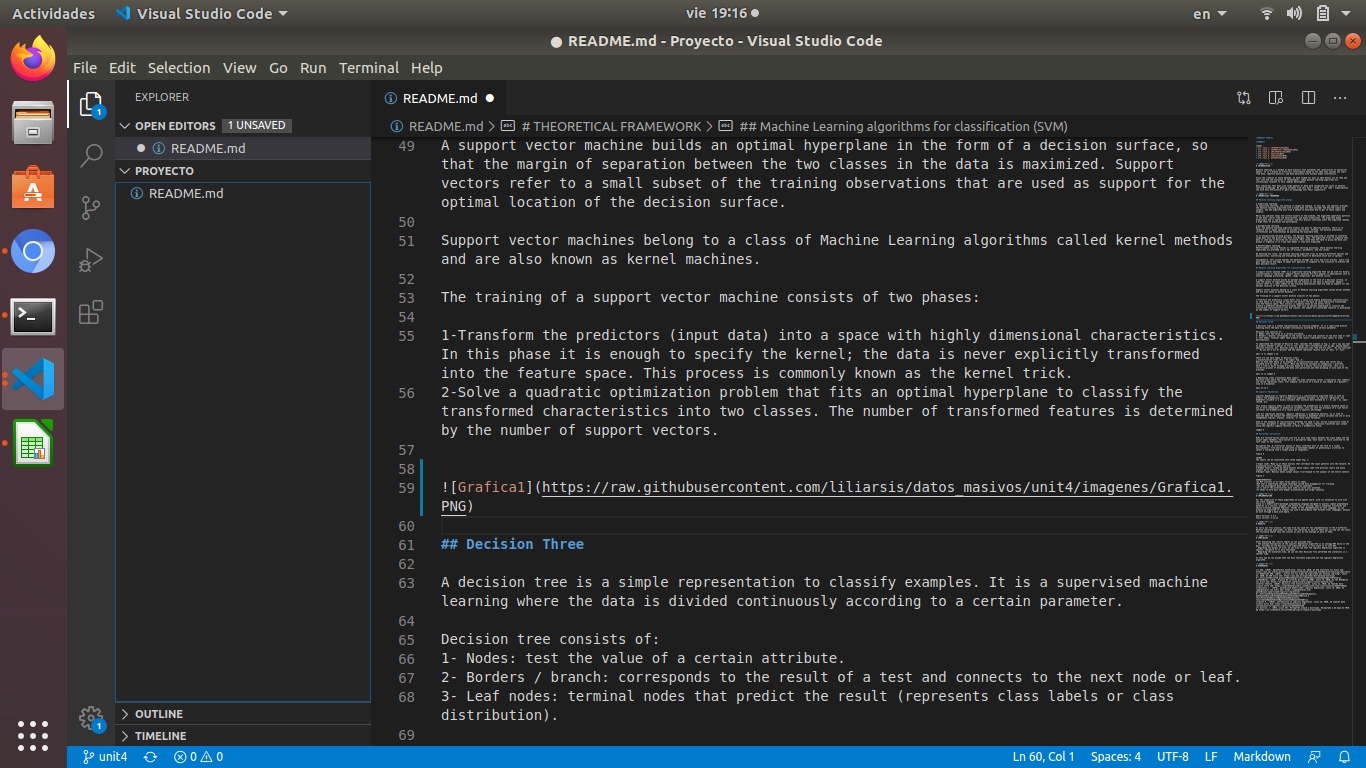 Actividades
Visual Studio Code
vie 19:16
en
README.md - Proyecto - Visual Studio Code
File Edit Selection View Go Run Terminal Help
EXPLORER
OPEN EDITORS 1 UNSAVED
README.md
PROYECTO
README.md
OUTLINE
TIMELINE
1
1
README.md
README.md > # THEORETICAL FRAMEWORK > ## Machine Learning algorithms for classification (SVM)
49 A support vector machine builds an optimal hyperplane in the form of a decision surface, so
that the margin of separation between the two classes in the data is maximized. Support
vectors refer to a small subset of the training observations that are used as support for the
optimal location of the decision surface.
50
51 Support vector machines belong to a class of Machine Learning algorithms called kernel methods
and are also known as kernel machines.
52
53 The training of a support vector machine consists of two phases:
54
55 1-Transform the predictors (input data) into a space with highly dimensional characteristics.
In this phase it is enough to specify the kernel; the data is never explicitly transformed
into the feature space. This process is commonly known as the kernel trick.
56 2-Solve a quadratic optimization problem that fits an optimal hyperplane to classify the
transformed characteristics into two classes. The number of transformed features is determined
by the number of support vectors.
57
58
59 ![Grafica1](https://raw.githubusercontent.com/liliarsis/datos_masivos/unit4/imagenes/Grafica1.
PNG)
60
61 ## Decision Three
62
63 A decision tree is a simple representation to classify examples. It is a supervised machine
learning where the data is divided continuously according to a certain parameter.
64
65 Decision tree consists of:
66 1- Nodes: test the value of a certain attribute.
67 2- Borders / branch: corresponds to the result of a test and connects to the next node or leaf.
68 3- Leaf nodes: terminal nodes that predict the result (represents class labels or class
distribution).
69
unit4
0 0
Ln 60, Col 1
Spaces: 4
UTF-8
LF
Markdown